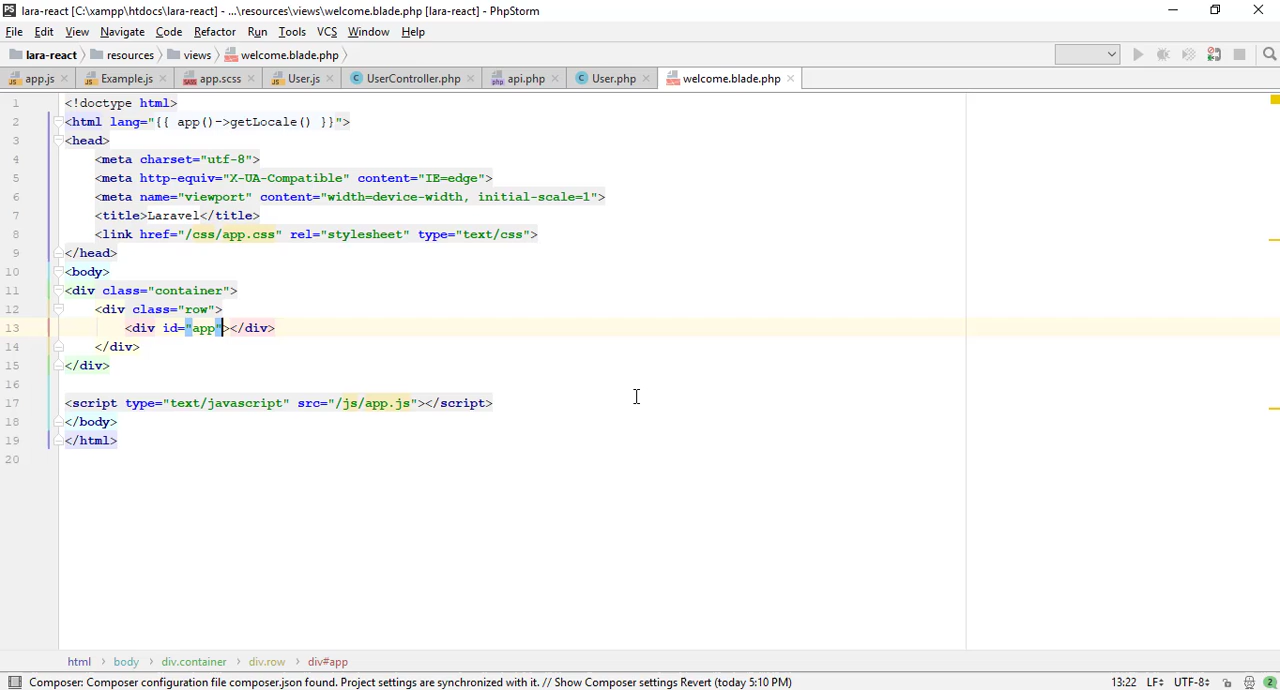 lara-react [C:\xampp\htdocs\lara-react] - ...\resources\views\welcome.blade.php [lara-react] - PhpStorm
File Edit View Navigate Code Refactor Run Tools VCS Window Help
lara-react resources views welcome.blade.php
app.js Example.js app.scss User.js UserController.php api.php User.php welcome.blade.php
1 <!doctype html>
2 <html lang="{{ app()->getLocale() }}">
3 <head>
4 <meta charset="utf-8">
5 <meta http-equiv="X-UA-Compatible" content="IE=edge">
6 <meta name="viewport" content="width=device-width, initial-scale=1">
7 <title>Laravel</title>
8 <link href="/css/app.css" rel="stylesheet" type="text/css">
9 </head>
10 <body>
11 <div class="container">
12 <div class="row">
13 <div id="app"></div>
14 </div>
15 </div>
16
17 <script type="text/javascript" src="/js/app.js"></script>
18 </body>
19 </html>
20
html body div.container div.row div#app
Composer: Composer configuration file composer.json found. Project settings are synchronized with it. // Show Composer settings Revert (today 5:10 PM) 13:22 LF UTF-8 2